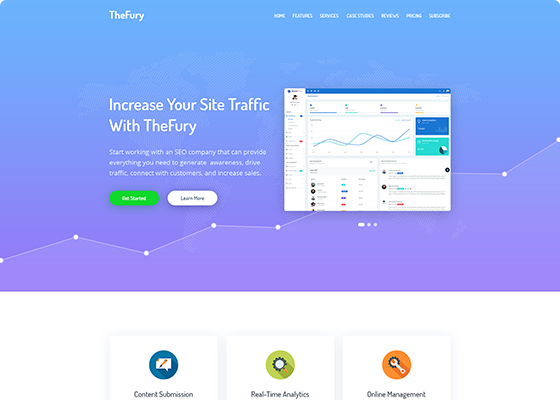 TheFury
HOME FEATURES SERVICES CASE STUDIES REVIEWS PRICING SUBSCRIBE
Increase Your Site Traffic
With TheFury
Start working with an SEO company that can provide
everything you need to generate awareness, drive
traffic, connect with customers, and increase sales.
Get Started
Learn More
Content Submission
Real-Time Analytics
Online Management